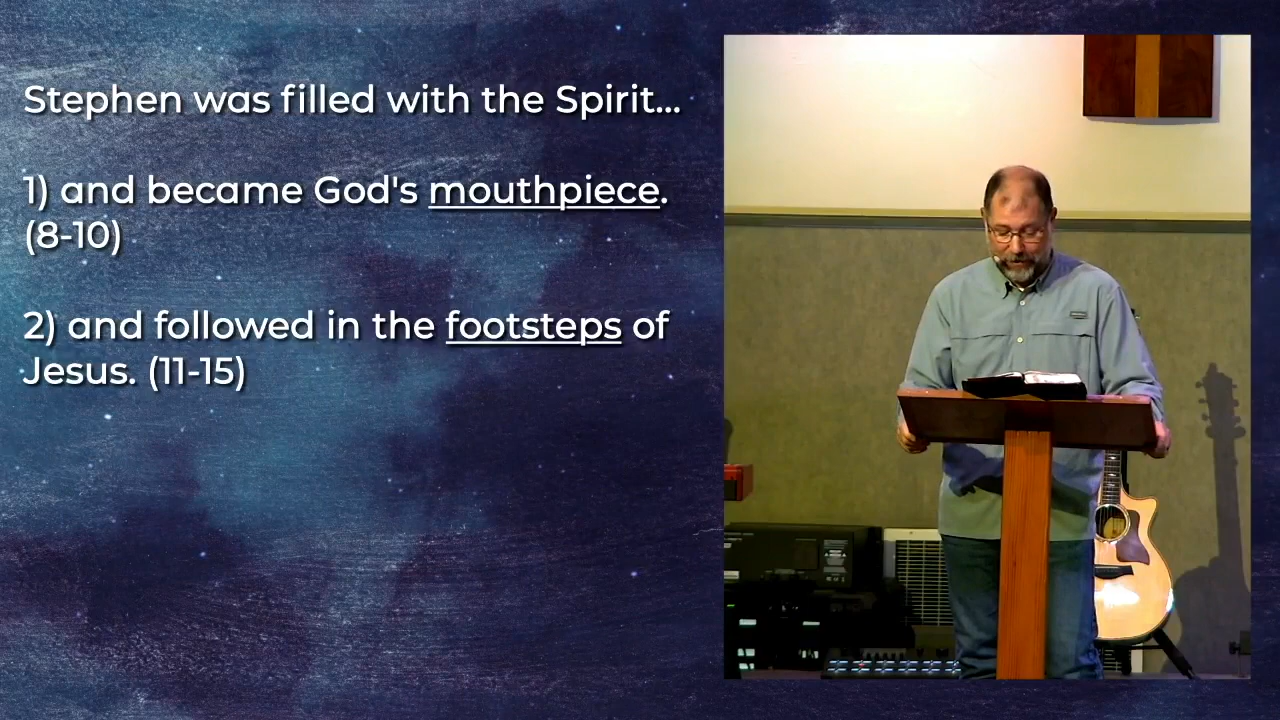 Stephen was filled with the Spirit...
1) and became God's mouthpiece.
(8-10)
2) and followed in the footsteps of
Jesus. (11-15)